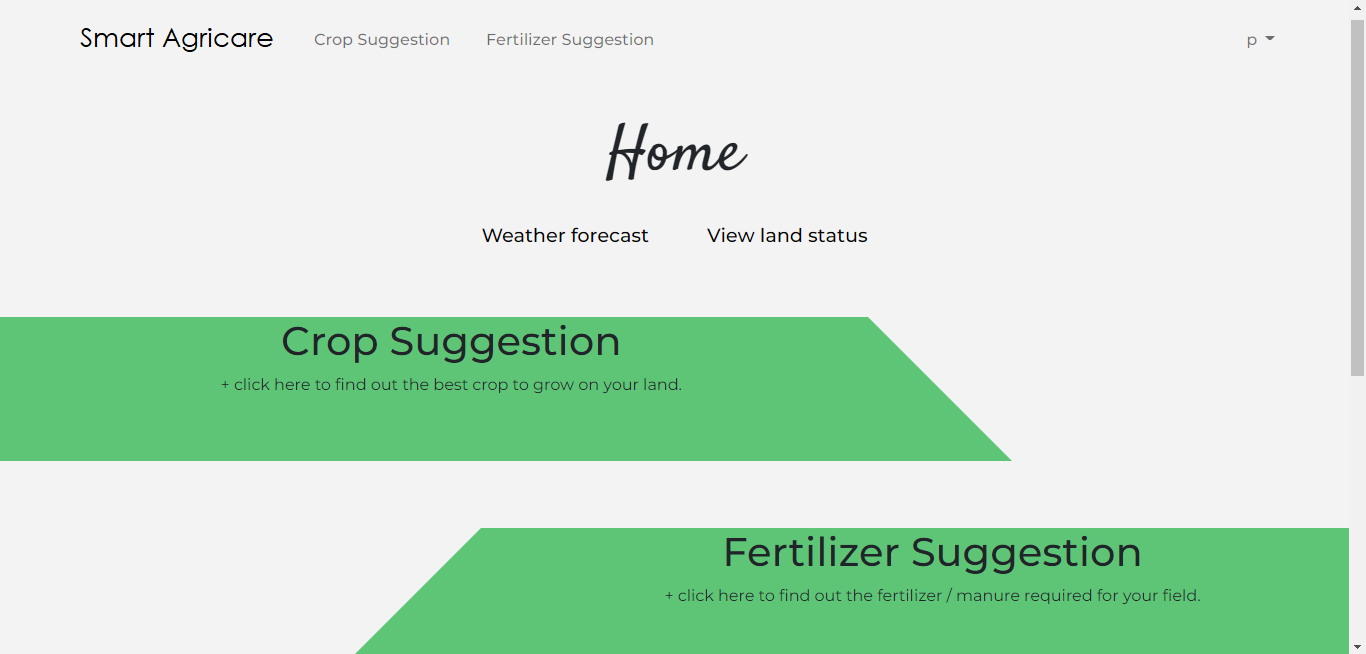 Smart Agricare Crop Suggestion Fertilizer Suggestion p
Home
Weather forecast View land status
Crop Suggestion
+ click here to find out the best crop to grow on your land.
Fertilizer Suggestion
+ click here to find out the fertilizer / manure required for your field.